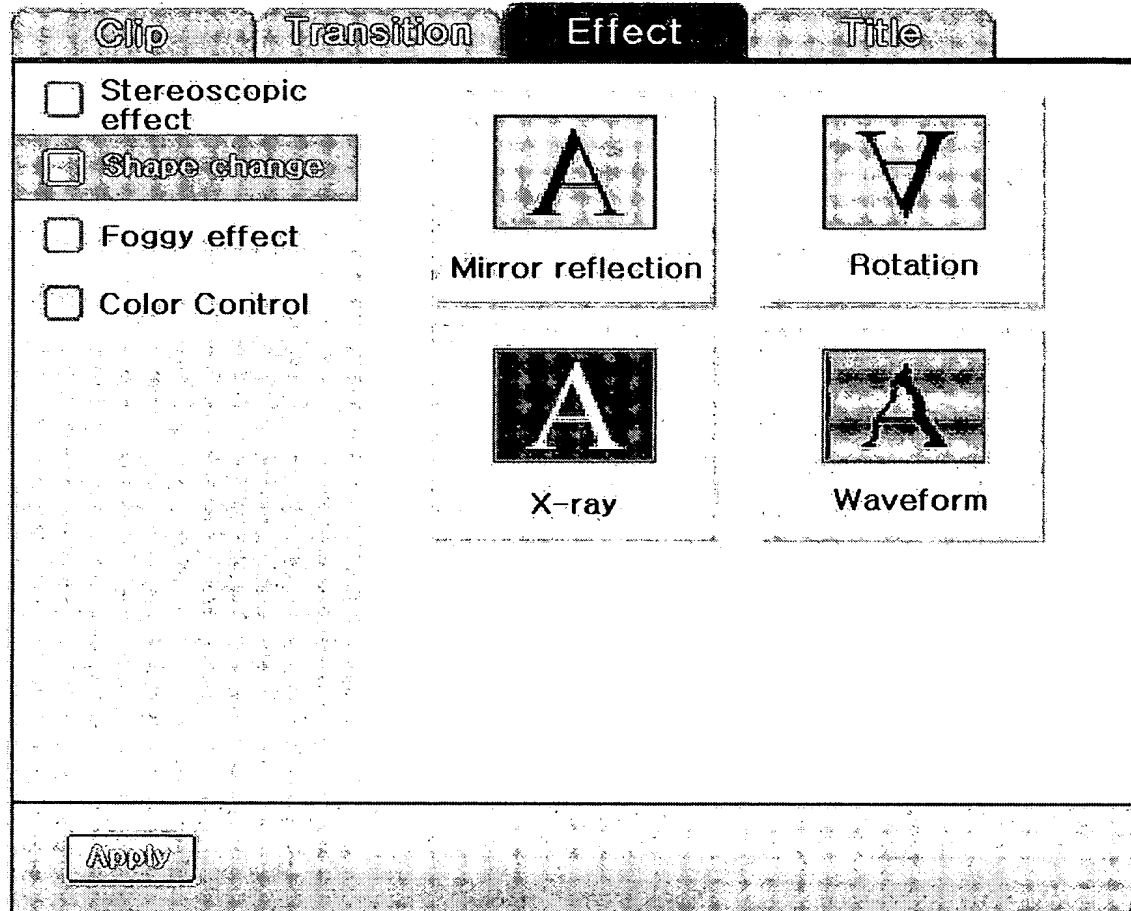 Clip Transition Effect Title
Stereoscopic
effect
Shape change
Foggy effect
Color Control
A
Mirror reflection
A
Rotation
A
X-ray
A
Waveform
Apply